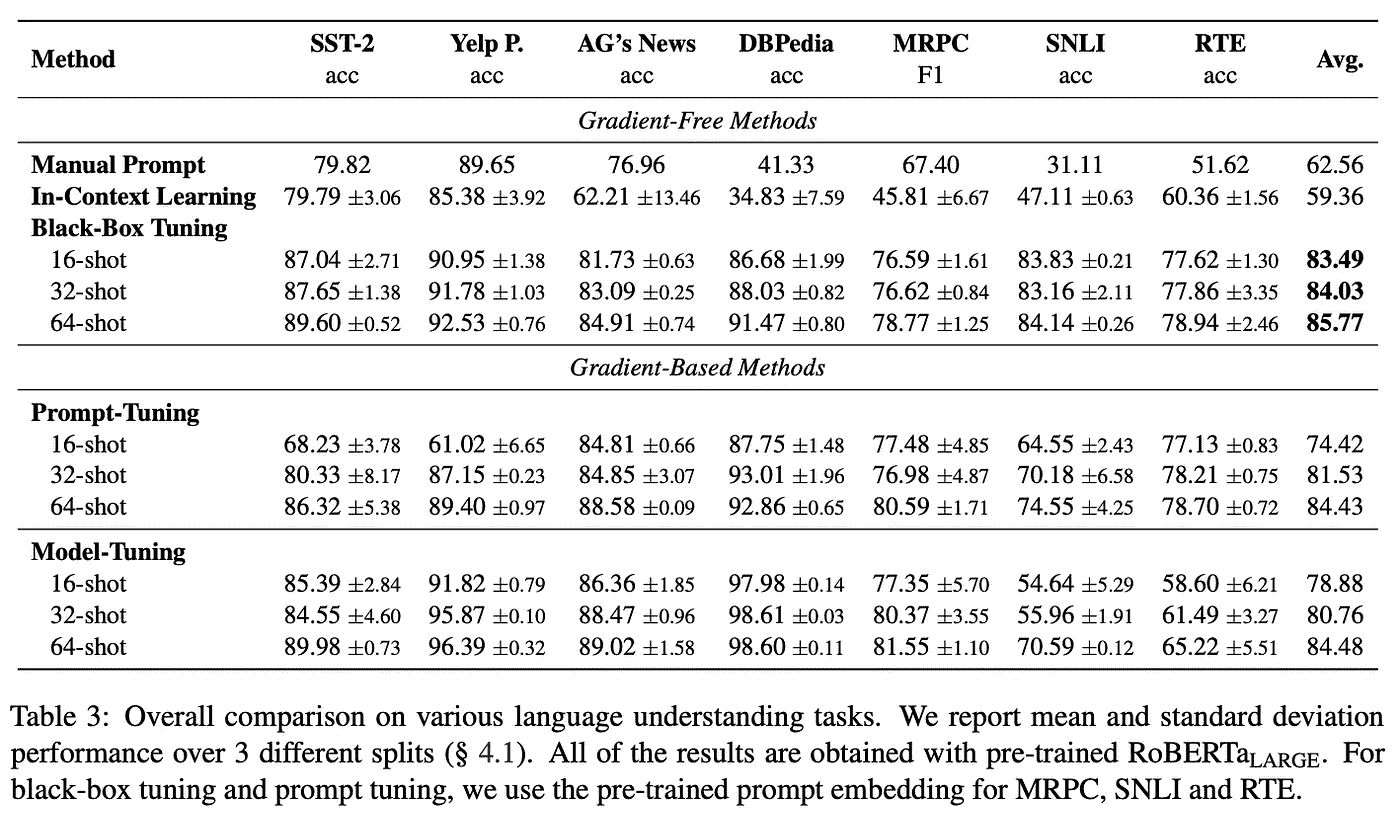 Method SST-2 Yelp P. AG's News DBPedia MRPC SNLI RTE Avg.
acc acc acc acc F1 acc acc
Gradient-Free Methods
Manual Prompt 79.82 89.65 76.96 41.33 67.40 31.11 51.62 62.56
In-Context Learning 79.79 ±3.06 85.38 ±3.92 62.21 ±13.46 34.83 ±7.59 45.81 ±6.67 47.11 ±0.63 60.36 ±1.56 59.36
Black-Box Tuning
16-shot 87.04 ±2.71 90.95 ±1.38 81.73 ±0.63 86.68 ±1.99 76.59 ±1.61 83.83 ±0.21 77.62 ±1.30 83.49
32-shot 87.65 ±1.38 91.78 ±1.03 83.09 ±0.25 88.03 ±0.82 76.62 ±0.84 83.16 ±2.11 77.86 ±3.35 84.03
64-shot 89.60 ±0.52 92.53 ±0.76 84.91 ±0.74 91.47 ±0.80 78.77 ±1.25 84.14 ±0.26 78.94 ±2.46 85.77
Gradient-Based Methods
Prompt-Tuning
16-shot 68.23 ±3.78 61.02 ±6.65 84.81 ±0.66 87.75 ±1.48 77.48 ±4.85 64.55 ±2.43 77.13 ±0.83 74.42
32-shot 80.33 ±8.17 87.15 ±0.23 84.85 ±3.07 93.01 ±1.96 76.98 ±4.87 70.18 ±6.58 78.21 ±0.75 81.53
64-shot 86.32 ±5.38 89.40 ±0.97 88.58 ±0.09 92.86 ±0.65 80.59 ±1.71 74.55 ±4.25 78.70 ±0.72 84.43
Model-Tuning
16-shot 85.39 ±2.84 91.82 ±0.79 86.36 ±1.85 97.98 ±0.14 77.35 ±5.70 54.64 ±5.29 58.60 ±6.21 78.88
32-shot 84.55 ±4.60 95.87 ±0.10 88.47 ±0.96 98.61 ±0.03 80.37 ±3.55 55.96 ±1.91 61.49 ±3.27 80.76
64-shot 89.98 ±0.73 96.39 ±0.32 89.02 ±1.58 98.60 ±0.11 81.55 ±1.10 70.59 ±0.12 65.22 ±5.51 84.48
Table 3: Overall comparison on various language understanding tasks. We report mean and standard deviation
performance over 3 different splits (§ 4.1). All of the results are obtained with pre-trained RoBERTaLARGE. For
black-box tuning and prompt tuning, we use the pre-trained prompt embedding for MRPC, SNLI and RTE.